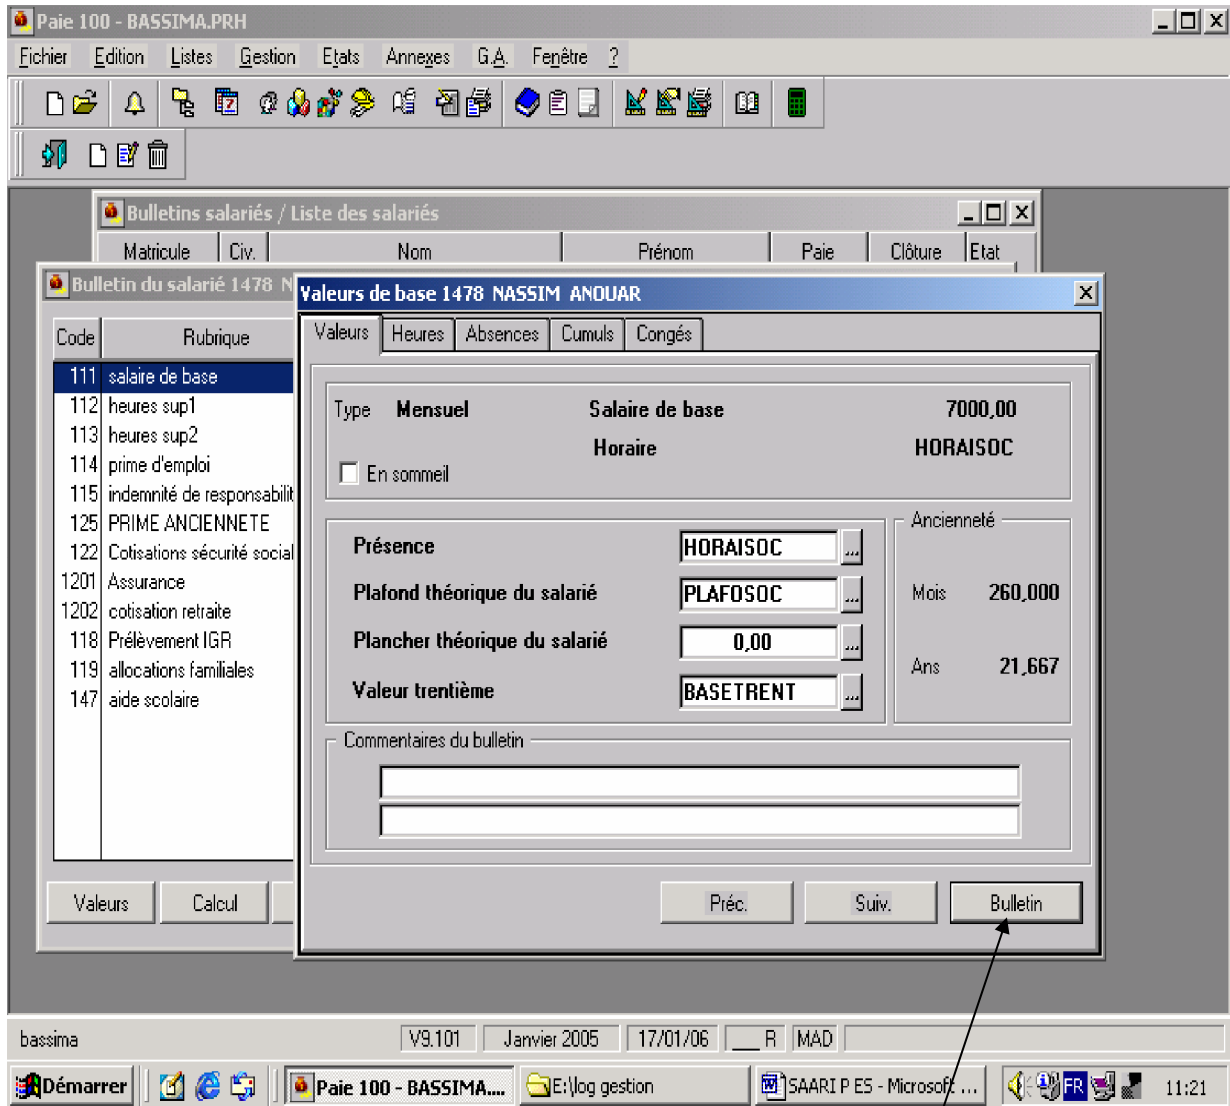 Paie 100 - BASSIMA.PRH
Fichier Edition Listes Gestion Etats Annexes G.A. Fenêtre ?
Bulletins salariés / Liste des salariés
Matricule Civ. Nom Prénom Paie Clôture Etat
Bulletin du salarié 1478 N
Valeurs de base 1478 NASSIM ANOUAR
Valeurs Heures Absences Cumuls Congés
Code Rubrique
111 salaire de base
112 heures sup1
113 heures sup2
114 prime d'emploi
115 indemnité de responsabilit
125 PRIME ANCIENNETE
122 Cotisations sécurité social
1201 Assurance
1202 cotisation retraite
118 Prélèvement IGR
119 allocations familiales
147 aide scolaire
Type Mensuel Salaire de base 7000,00
Horaire HORAISOC
En sommeil
Présence HORAISOC ...
Plafond théorique du salarié PLAFOSOC ...
Plancher théorique du salarié 0,00 ...
Valeur trentième BASETRENT ...
Ancienneté
Mois 260,000
Ans 21,667
Commentaires du bulletin
Valeurs Calcul
Préc. Suiv. Bulletin
bassima V9.101 Janvier 2005 17/01/06 ___ R MAD
Démarrer Paie 100 - BASSIMA.... E:\log gestion SAARI P ES - Microsoft ... FR 11:21